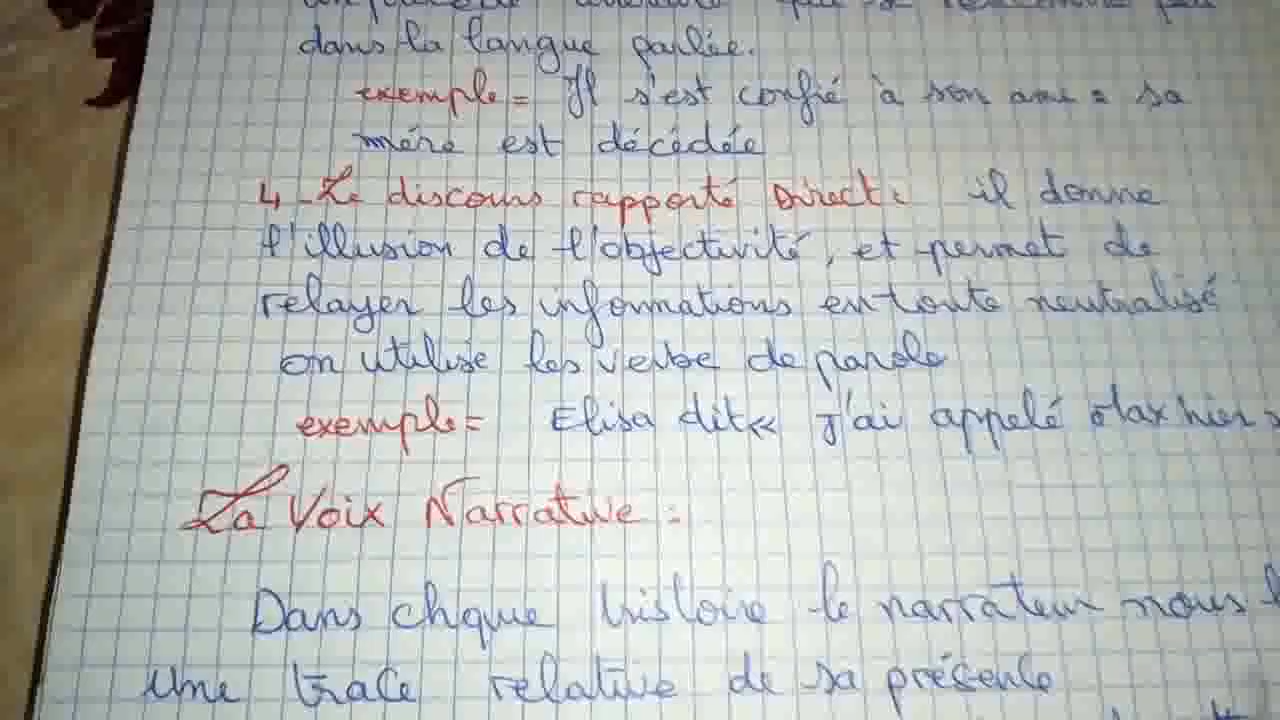 dans la langue parlée.
exemple = Il s'est confié à son ami = sa
mère est décédée
4 - Le discours rapporté Direct : il donne
l'illusion de l'objectivité, et permet de
relayer les informations en toute neutralisé
on utilise les verbe de parole
exemple = Elisa dit « J'ai appelé Max hier »
La Voix Narrative :
Dans chque histoire le narrateur nous
une trace relative de sa présente